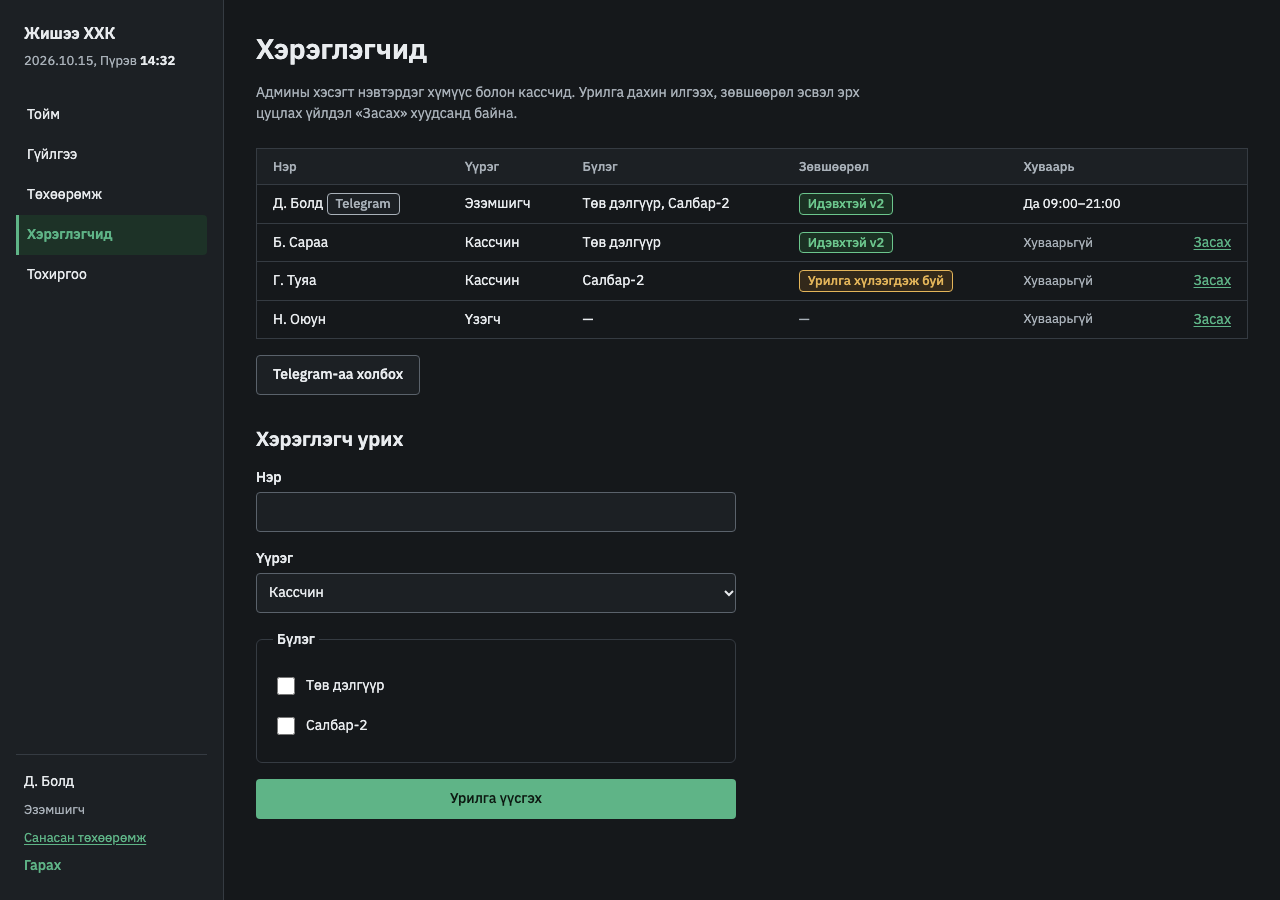 Жишээ ХХК
2026.10.15, Пүрэв 14:32
Тойм
Гүйлгээ
Төхөөрөмж
Хэрэглэгчид
Тохиргоо
Д. Болд
Эзэмшигч
Санасан төхөөрөмж
Гарах
Хэрэглэгчид
Админы хэсэгт нэвтэрдэг хүмүүс болон кассчид. Урилга дахин илгээх, зөвшөөрөл эсвэл эрх
цуцлах үйлдэл «Засах» хуудсанд байна.
Нэр Үүрэг Бүлэг Зөвшөөрөл Хуваарь
Д. Болд Telegram Эзэмшигч Төв дэлгүүр, Салбар-2 Идэвхтэй v2 Да 09:00–21:00
Б. Сараа Кассчин Төв дэлгүүр Идэвхтэй v2 Хуваарьгүй Засах
Г. Туяа Кассчин Салбар-2 Урилга хүлээгдэж буй Хуваарьгүй Засах
Н. Оюун Үзэгч — — Хуваарьгүй Засах
Telegram-аа холбох
Хэрэглэгч урих
Нэр
Үүрэг
Кассчин
Бүлэг
Төв дэлгүүр
Салбар-2
Урилга үүсгэх